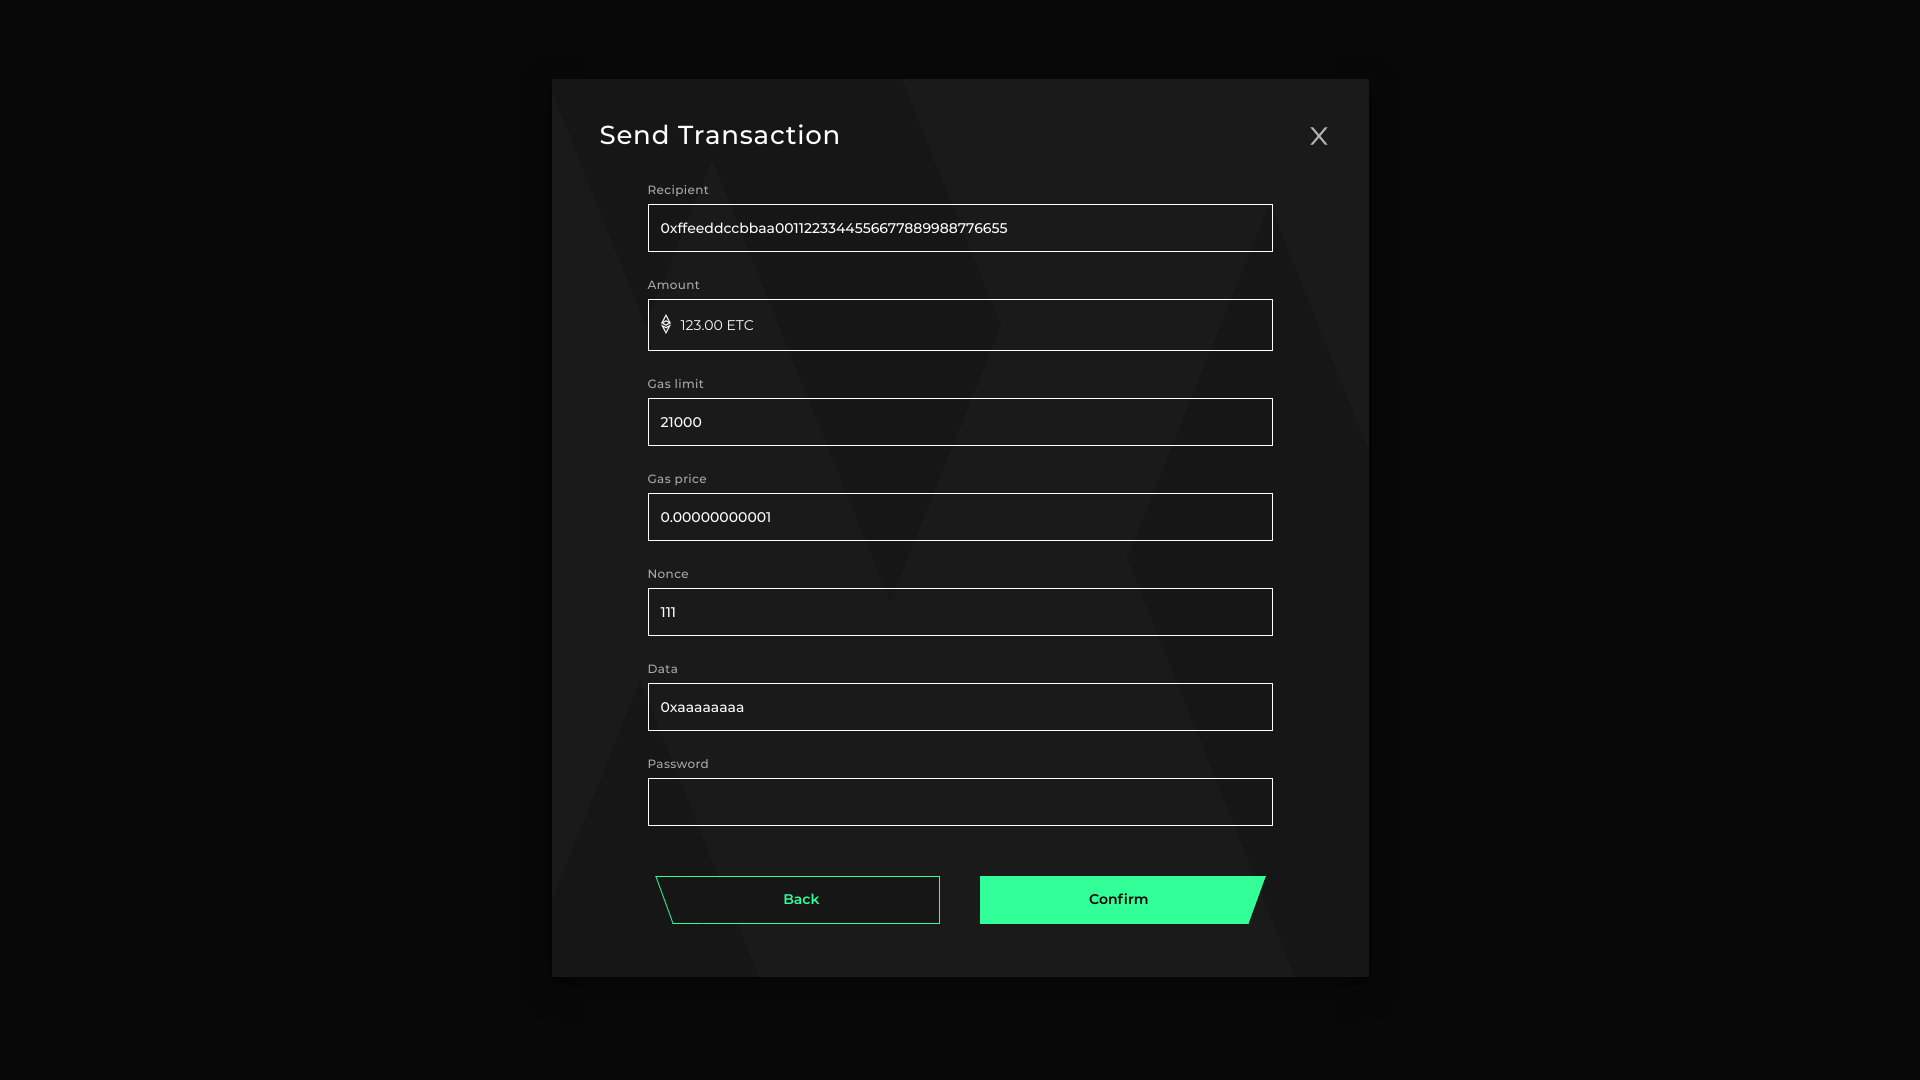 Send Transaction
X
Recipient
0xffeeddccbbaa0011223344556677889988776655
Amount
123.00 ETC
Gas limit
21000
Gas price
0.00000000001
Nonce
111
Data
0xaaaaaaaa
Password
Back
Confirm